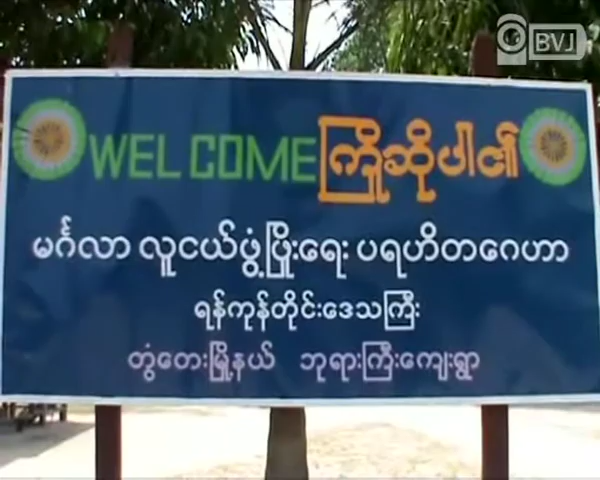 BVJ
WELCOME ကြိုဆိုပါ၏
မင်္ဂလာ လူငယ်ဖွံ့ဖြိုးရေး ပရဟိတဂေဟာ
ရန်ကုန်တိုင်းဒေသကြီး
တွံတေးမြို့နယ် ဘုရားကြီးကျေးရွာ